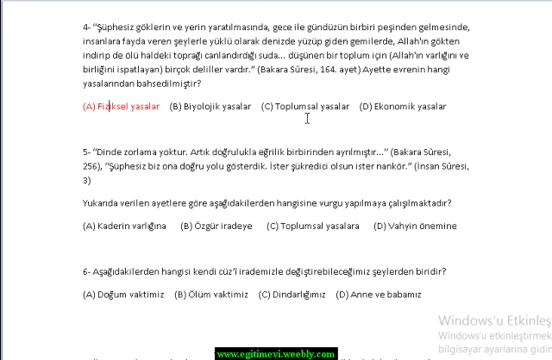 4- "Şüphesiz göklerin ve yerin yaratılmasında, gece ile gündüzün birbiri peşinden gelmesinde,
insanlara fayda veren şeylerle yüklü olarak denizde yüzüp giden gemilerde, Allah'ın gökten
indirip de ölü haldeki toprağı canlandırdığı suda... düşünen bir toplum için (Allah'ın varlığını ve
birliğini ispatlayan) birçok deliller vardır." (Bakara Sûresi, 164. ayet) Ayette evrenin hangi
yasalarından bahsedilmiştir?
(A) Fiziksel yasalar (B) Biyolojik yasalar (C) Toplumsal yasalar (D) Ekonomik yasalar
5- "Dinde zorlama yoktur. Artık doğrulukla eğrilik birbirinden ayrılmıştır..." (Bakara Sûresi,
256), "Şüphesiz biz ona doğru yolu gösterdik. İster şükredici olsun ister nankör." (İnsan Sûresi,
3)
Yukarıda verilen ayetlere göre aşağıdakilerden hangisine vurgu yapılmaya çalışılmaktadır?
(A) Kaderin varlığına (B) Özgür iradeye (C) Toplumsal yasalara (D) Vahyin önemine
6- Aşağıdakilerden hangisi kendi cüz'î irademizle değiştirebileceğimiz şeylerden biridir?
(A) Doğum vaktimiz (B) Ölüm vaktimiz (C) Dindarlığımız (D) Anne ve babamız
Windows'u Etkinleş
Windows'u etkinleştirmek
bilgisayar ayarlarına gidin
www.egitimevi.weebly.com